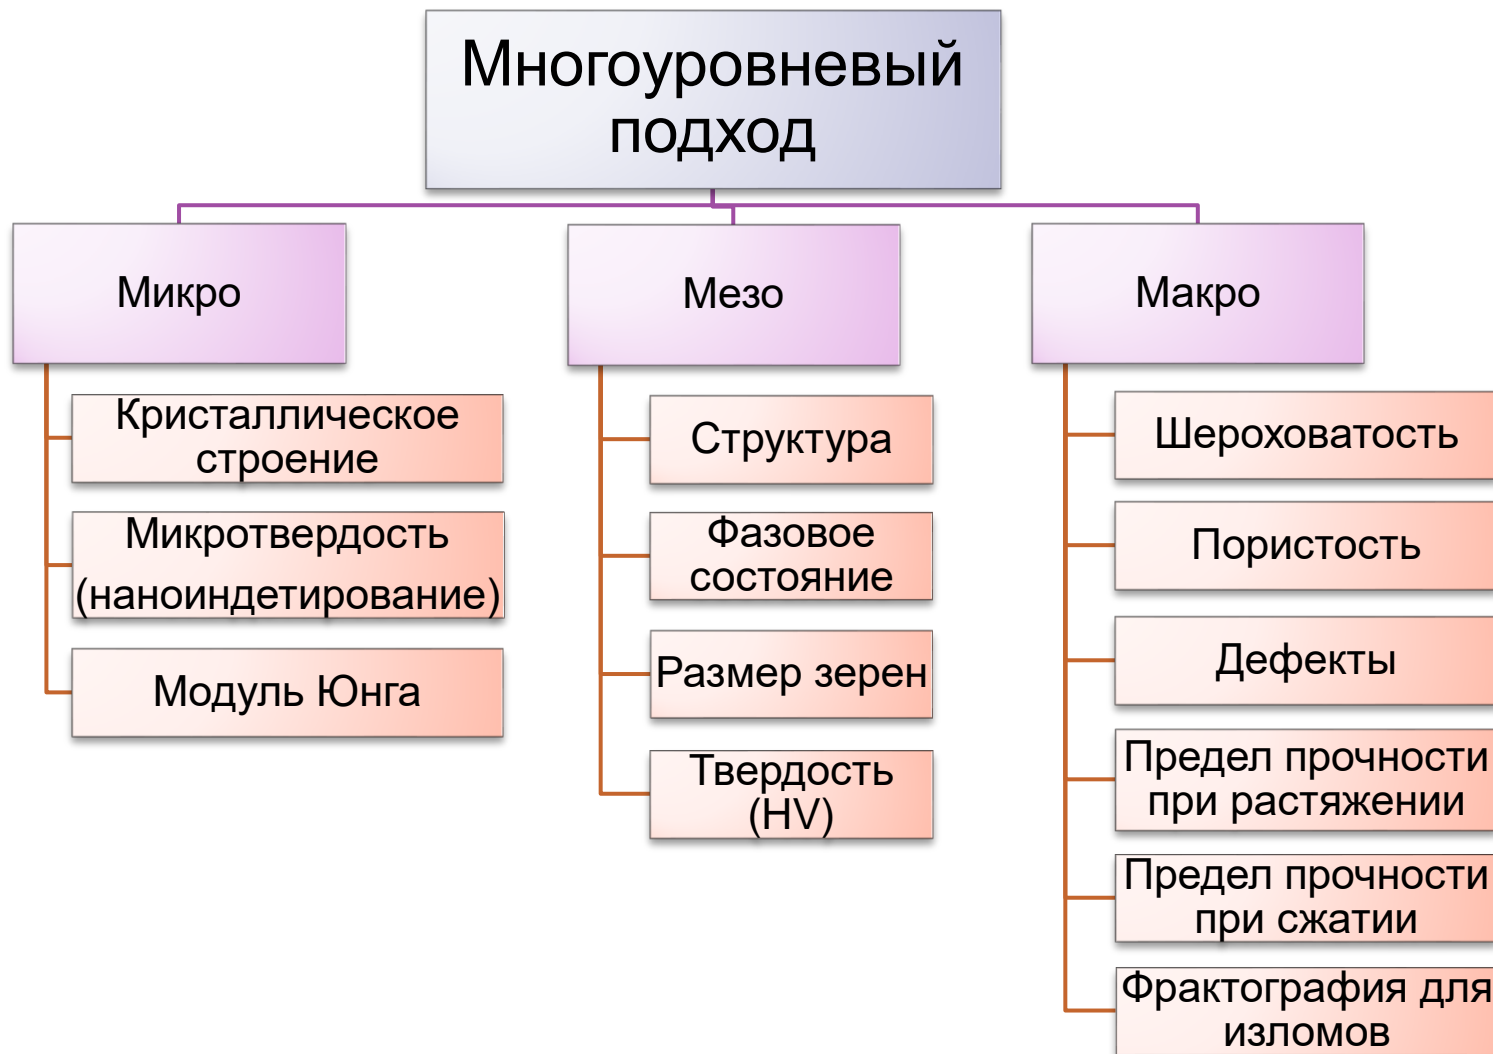 Многоуровневый
подход
Микро
Кристаллическое
строение
Микротвердость
(наноиндетирование)
Модуль Юнга
Мезо
Структура
Фазовое
состояние
Размер зерен
Твердость
(HV)
Макро
Шероховатость
Пористость
Дефекты
Предел прочности
при растяжении
Предел прочности
при сжатии
Фрактография для
изломов